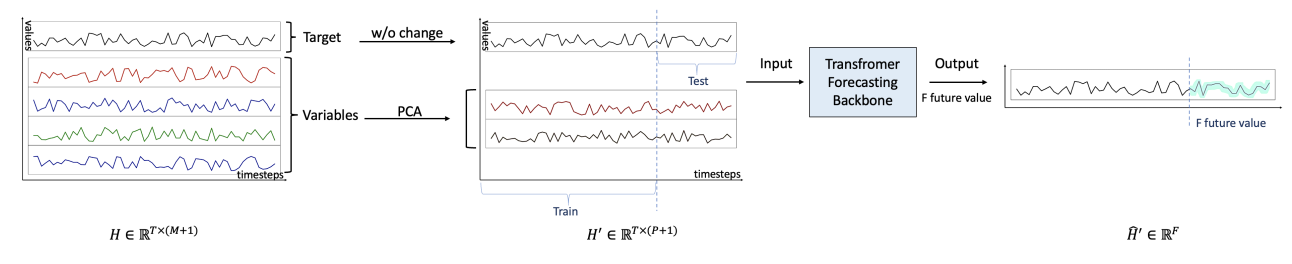 values
Target
Variables
timesteps
w/o change
PCA
values
Test
timesteps
Train
Input
Transfromer
Forecasting
Backbone
Output
F future value
F future value
H ∈ ℝ^{T×(M+1)}
H′ ∈ ℝ^{T×(P+1)}
Ĥ′ ∈ ℝ^F